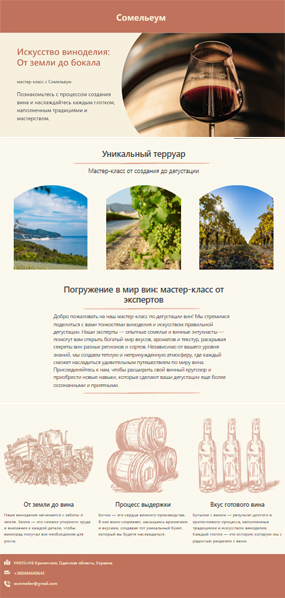 Сомельеум
Искусство виноделия:
От земли до бокала
мастер-класс с Сомельеум
Познакомьтесь с процессом создания
вина и наслаждайтесь каждым глотком,
наполненным традициями и
мастерством.
Уникальный терруар
Мастер-класс от создания до дегустации
Погружение в мир вин: мастер-класс от
экспертов
Добро пожаловать на наш мастер-класс по дегустации вин! Мы стремимся
поделиться с вами тонкостями виноделия и искусством правильной
дегустации. Наши эксперты — опытные сомелье и винные энтузиасты —
помогут вам открыть богатый мир вкусов, ароматов и текстур, раскрывая
секреты вин разных регионов и сортов. Независимо от вашего уровня
знаний, мы создаем теплую и непринужденную атмосферу, где каждый
сможет насладиться удивительным путешествием по миру вина.
Присоединяйтесь к нам, чтобы расширить свой винный кругозор и
приобрести новые навыки, которые сделают ваши дегустации еще более
осознанными и приятными.
От земли до вина
Процесс выдержки
Вкус готового вина
Наше виноделие начинается с заботы о
земле. Земля — это символ упорного труда
и внимания к каждой детали, чтобы
виноград получил все необходимое для
роста.
Бочки — это сердце винного производства.
В них вино созревает, насыщаясь ароматами
и вкусами, создавая тот уникальный букет,
который вы будете наслаждаться.
Бутылки с вином — результат долгого и
кропотливого процесса, наполненные
традициями и искусством виноделия.
Каждый глоток — это история, которую мы с
радостью разделяем с вами.
Одесская область, Украина
sommelier@gmail.com